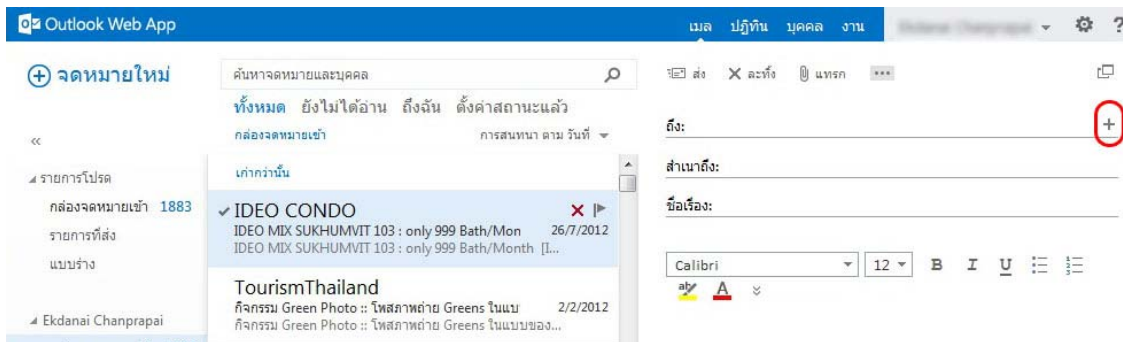 Outlook Web App
เมล ปฏิทิน บุคคล งาน
จดหมายใหม่
ค้นหาจดหมายและบุคคล
ทั้งหมด ยังไม่ได้อ่าน ถึงฉัน ตั้งค่าสถานะแล้ว
กล่องจดหมายเข้า การสนทนา ตาม วันที่
รายการโปรด
กล่องจดหมายเข้า 1883
รายการที่ส่ง
แบบร่าง
Ekdanai Chanprapai
เก่ากว่านั้น
IDEO CONDO
IDEO MIX SUKHUMVIT 103 : only 999 Bath/Mon 26/7/2012
IDEO MIX SUKHUMVIT 103 : only 999 Bath/Month [I...
TourismThailand
กิจกรรม Green Photo :: โพสภาพถ่าย Greens ในแบบ 2/2/2012
กิจกรรม Green Photo :: โพสภาพถ่าย Greens ในแบบของ...
ส่ง ละทิ้ง แทรก ...
ถึง:
สำเนาถึง:
ชื่อเรื่อง:
Calibri 12 B I U
ab A